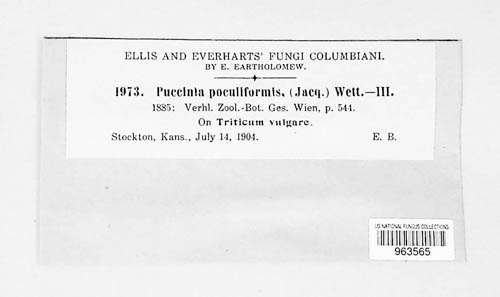 ELLIS AND EVERHARTS' FUNGI COLUMBIANI.
BY E. BARTHOLOMEW.
1973. Puccinia poculiformis, (Jacq.) Wett.—III.
1885: Verhl. Zool.-Bot. Ges. Wien, p. 544.
On Triticum vulgare.
Stockton, Kans., July 14, 1904. E. B.
US NATIONAL FUNGUS COLLECTIONS
963565